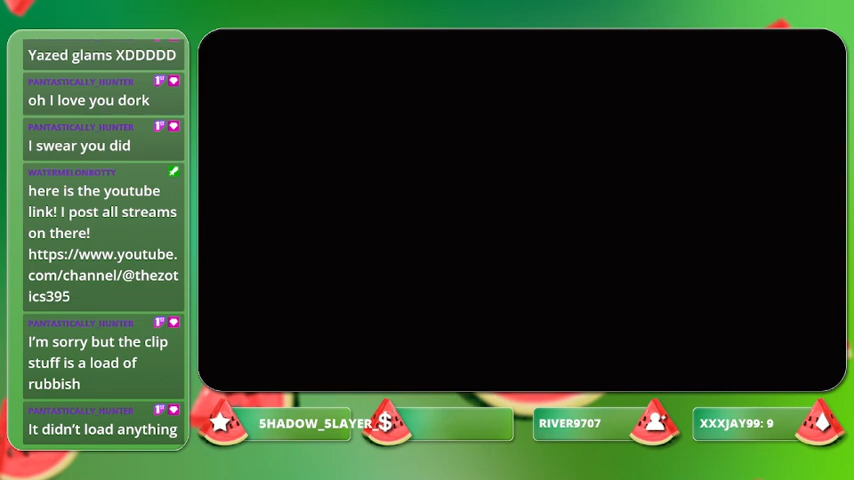 Yazed glams XDDDDD
PANTASTICALLY_HUNTER
oh I love you dork
PANTASTICALLY_HUNTER
I swear you did
WATERMELONBOTTY
here is the youtube
link! I post all streams
on there!
https://www.youtube.
com/channel/@thezot
ics395
PANTASTICALLY_HUNTER
I'm sorry but the clip
stuff is a load of
rubbish
PANTASTICALLY_HUNTER
It didn't load anything
5HADOW_5LAYER_
RIVER9707
XXXJAY99: 9